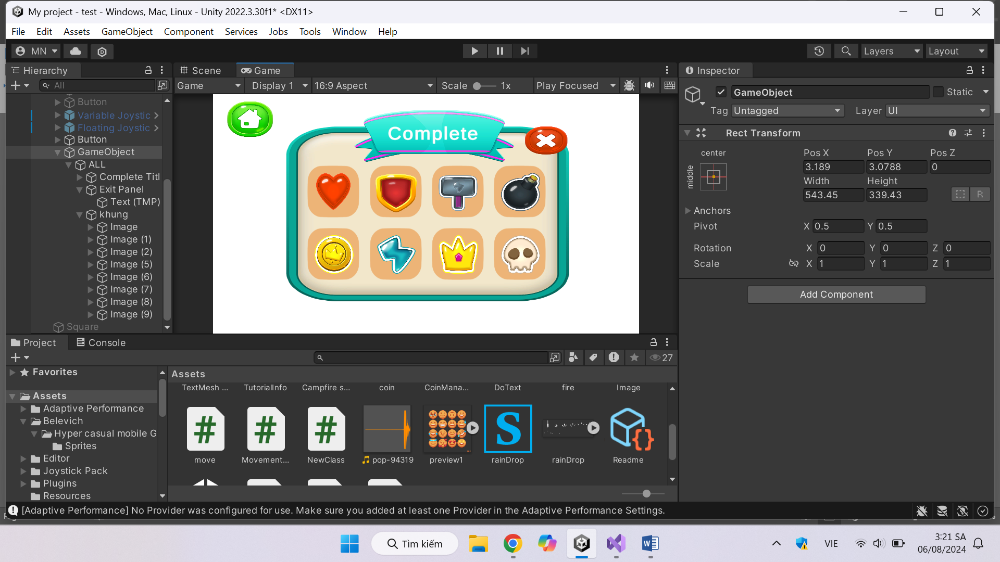 My project - test - Windows, Mac, Linux - Unity 2022.3.30f1* <DX11>
File Edit Assets GameObject Component Services Jobs Tools Window Help
MN Layers Layout
Hierarchy
All
Button
Variable Joystic
Floating Joystic
Button
GameObject
ALL
Complete Titl
Exit Panel
Text (TMP)
khung
Image
Image (1)
Image (2)
Image (5)
Image (6)
Image (7)
Image (8)
Image (9)
Square
Scene Game
Game Display 1 16:9 Aspect Scale 1x Play Focused
Complete
Inspector
GameObject Static
Tag Untagged Layer UI
Rect Transform
center
middle
Pos X Pos Y Pos Z
3.189 3.0788 0
Width Height
543.45 339.43
R
Anchors
Pivot X 0.5 Y 0.5
Rotation X 0 Y 0 Z 0
Scale X 1 Y 1 Z 1
Add Component
Project Console
27
Favorites
Assets
Adaptive Performance
Belevich
Hyper casual mobile G
Sprites
Editor
Joystick Pack
Plugins
Resources
Assets
TextMesh ... TutorialInfo Campfire s... coin CoinMana... DoText fire Image
move Movement... NewClass pop-94319 preview1 rainDrop rainDrop Readme
[Adaptive Performance] No Provider was configured for use. Make sure you added at least one Provider in the Adaptive Performance Settings.
Tìm kiếm
VIE
3:21 SA
06/08/2024